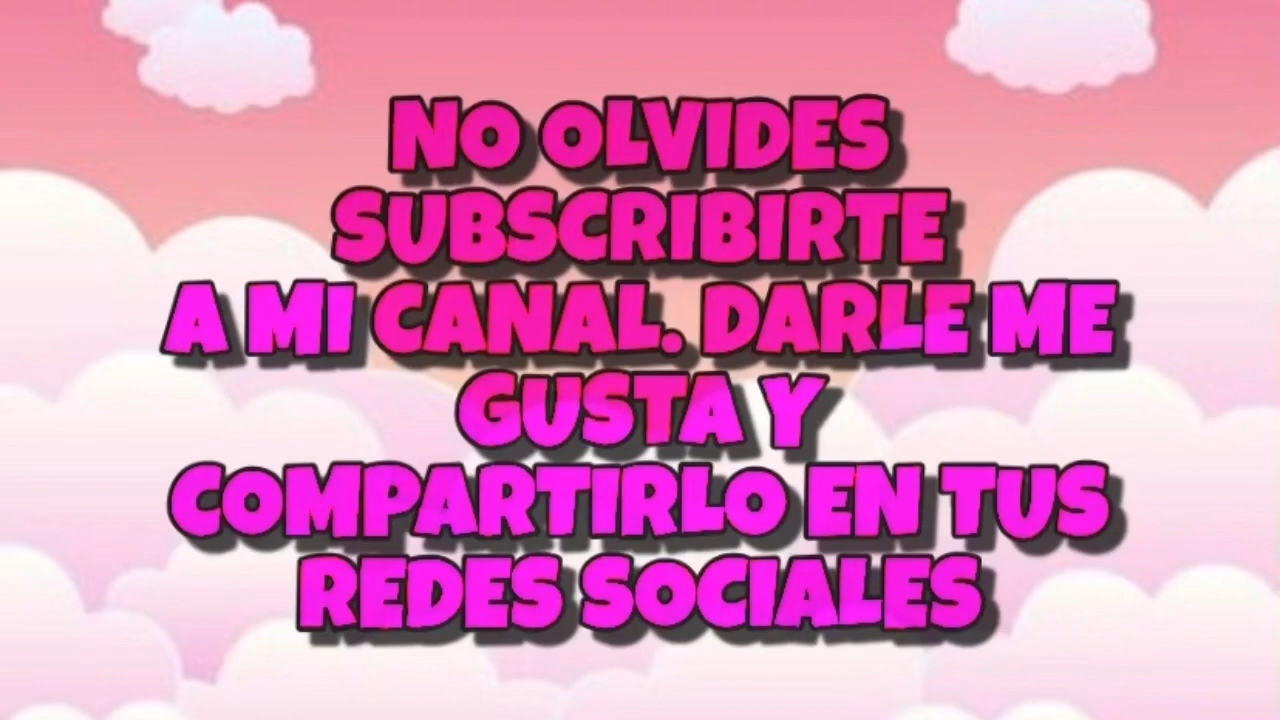 NO OLVIDES
SUBSCRIBIRTE
A MI CANAL. DARLE ME
GUSTA Y
COMPARTIRLO EN TUS
REDES SOCIALES